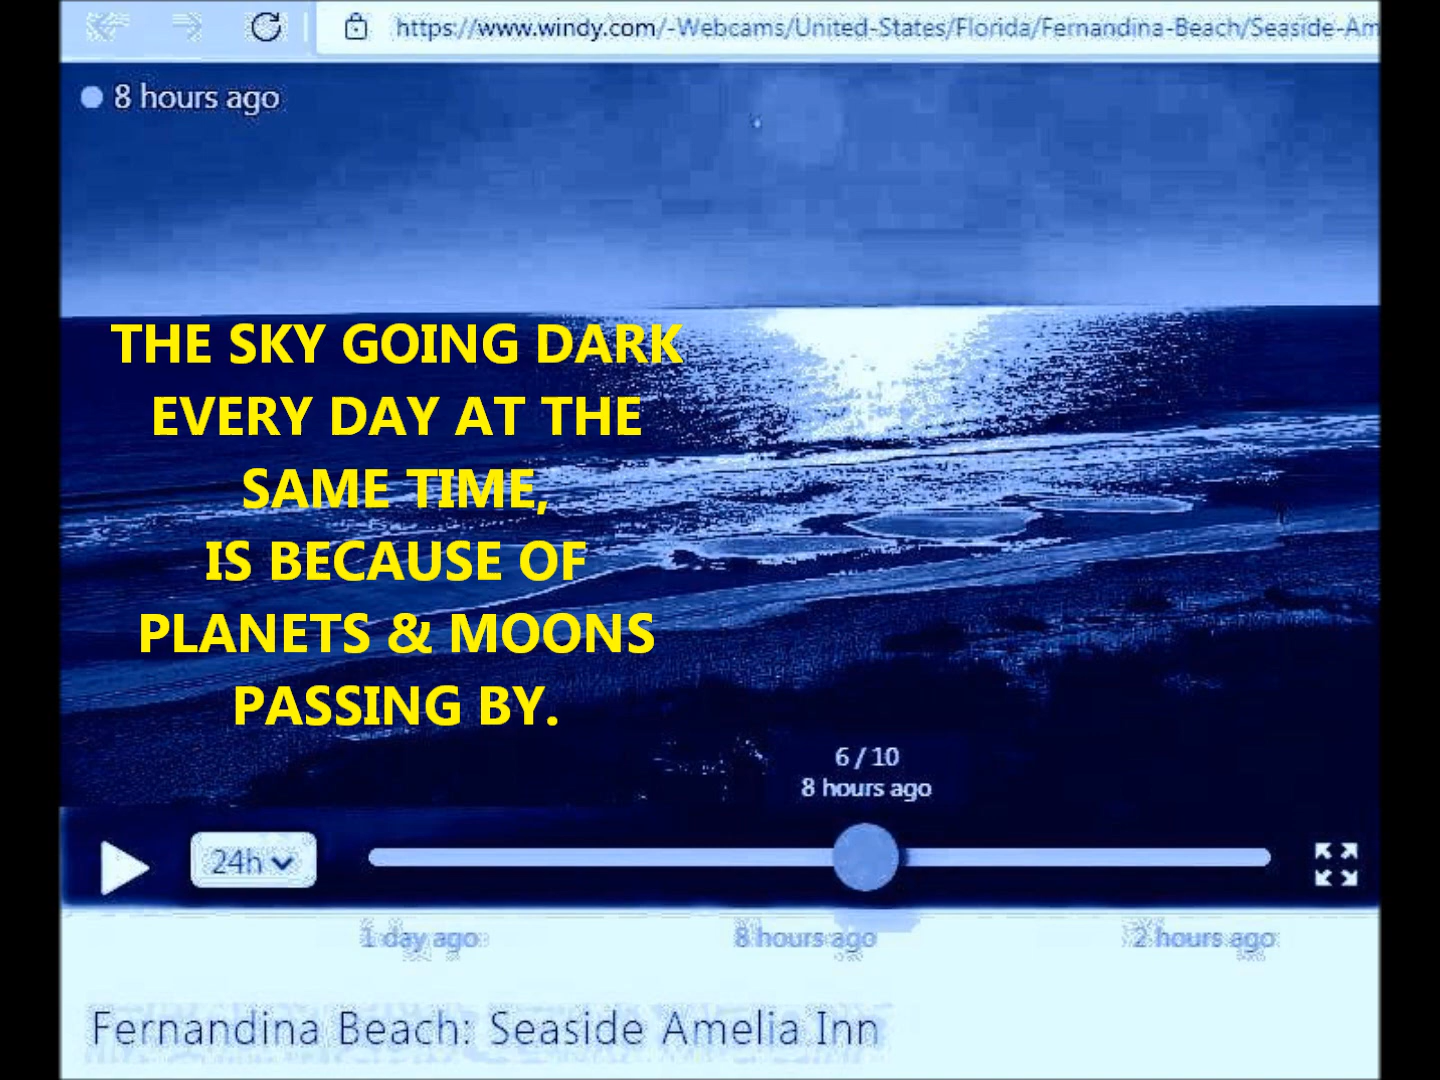 https://www.windy.com/-Webcams/United-States/Florida/Fernandina-Beach/Seaside-Am
8 hours ago
THE SKY GOING DARK
EVERY DAY AT THE
SAME TIME,
IS BECAUSE OF
PLANETS & MOONS
PASSING BY.
6 / 10
8 hours ago
24h
1 day ago
8 hours ago
2 hours ago
Fernandina Beach: Seaside Amelia Inn